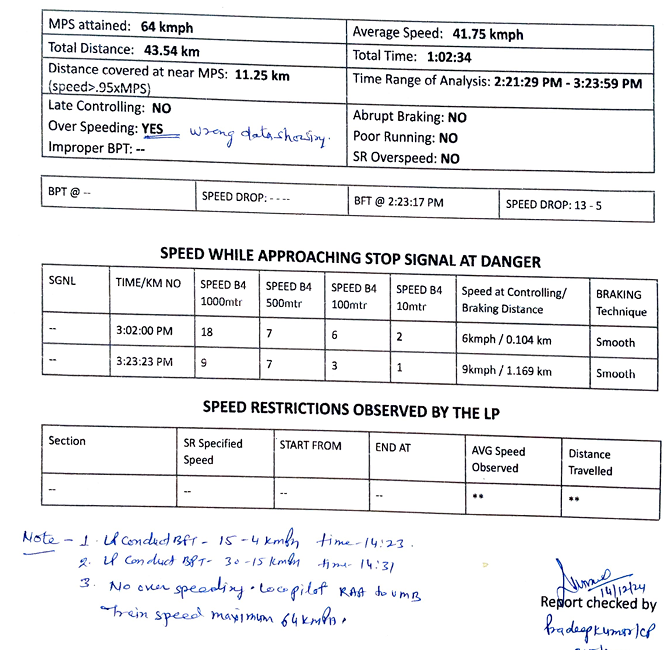 MPS attained: 64 kmph
Average Speed: 41.75 kmph
Total Distance: 43.54 km
Total Time: 1:02:34
Distance covered at near MPS: 11.25 km
(speed>.95xMPS)
Time Range of Analysis: 2:21:29 PM - 3:23:59 PM
Late Controlling: NO
Over Speeding: YES wrong data showing.
Improper BPT: --
Abrupt Braking: NO
Poor Running: NO
SR Overspeed: NO
BPT @ -- SPEED DROP: - - - - BFT @ 2:23:17 PM SPEED DROP: 13 - 5
SPEED WHILE APPROACHING STOP SIGNAL AT DANGER
SGNL TIME/KM NO SPEED B4 1000mtr SPEED B4 500mtr SPEED B4 100mtr SPEED B4 10mtr Speed at Controlling/ Braking Distance BRAKING Technique
-- 3:02:00 PM 18 7 6 2 6kmph / 0.104 km Smooth
-- 3:23:23 PM 9 7 3 1 9kmph / 1.169 km Smooth
SPEED RESTRICTIONS OBSERVED BY THE LP
Section SR Specified Speed START FROM END AT AVG Speed Observed Distance Travelled
-- -- -- -- ** **
Note - 1. LP Conduct BFT - 15 - 4 kmph time - 14:23.
2. LP Conduct BPT - 30 - 15 kmph time - 14:31
3. No over speeding. Loco pilot RAA to UMB
Train speed maximum 64 kmph.
14/12/24
Report checked by
Pradeep Kumar/CP